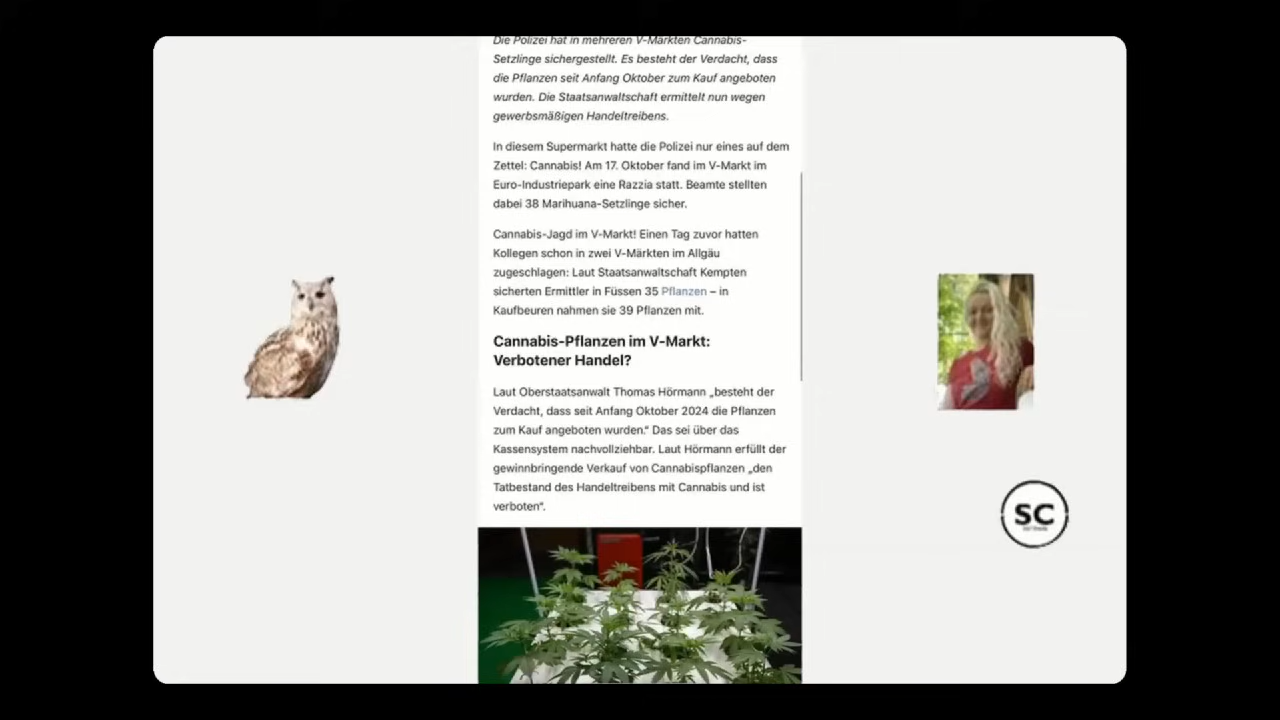 Die Polizei hat in mehreren V-Märkten Cannabis-
Setzlinge sichergestellt. Es besteht der Verdacht, dass
die Pflanzen seit Anfang Oktober zum Kauf angeboten
wurden. Die Staatsanwaltschaft ermittelt nun wegen
gewerbsmäßigen Handeltreibens.
In diesem Supermarkt hatte die Polizei nur eines auf dem
Zettel: Cannabis! Am 17. Oktober fand im V-Markt im
Euro-Industriepark eine Razzia statt. Beamte stellten
dabei 38 Marihuana-Setzlinge sicher.
Cannabis-Jagd im V-Markt! Einen Tag zuvor hatten
Kollegen schon in zwei V-Märkten im Allgäu
zugeschlagen: Laut Staatsanwaltschaft Kempten
sicherten Ermittler in Füssen 35 Pflanzen – in
Kaufbeuren nahmen sie 39 Pflanzen mit.
Cannabis-Pflanzen im V-Markt:
Verbotener Handel?
Laut Oberstaatsanwalt Thomas Hörmann „besteht der
Verdacht, dass seit Anfang Oktober 2024 die Pflanzen
zum Kauf angeboten wurden.“ Das sei über das
Kassensystem nachvollziehbar. Laut Hörmann erfüllt der
gewinnbringende Verkauf von Cannabispflanzen „den
Tatbestand des Handeltreibens mit Cannabis und ist
verboten“.
SC